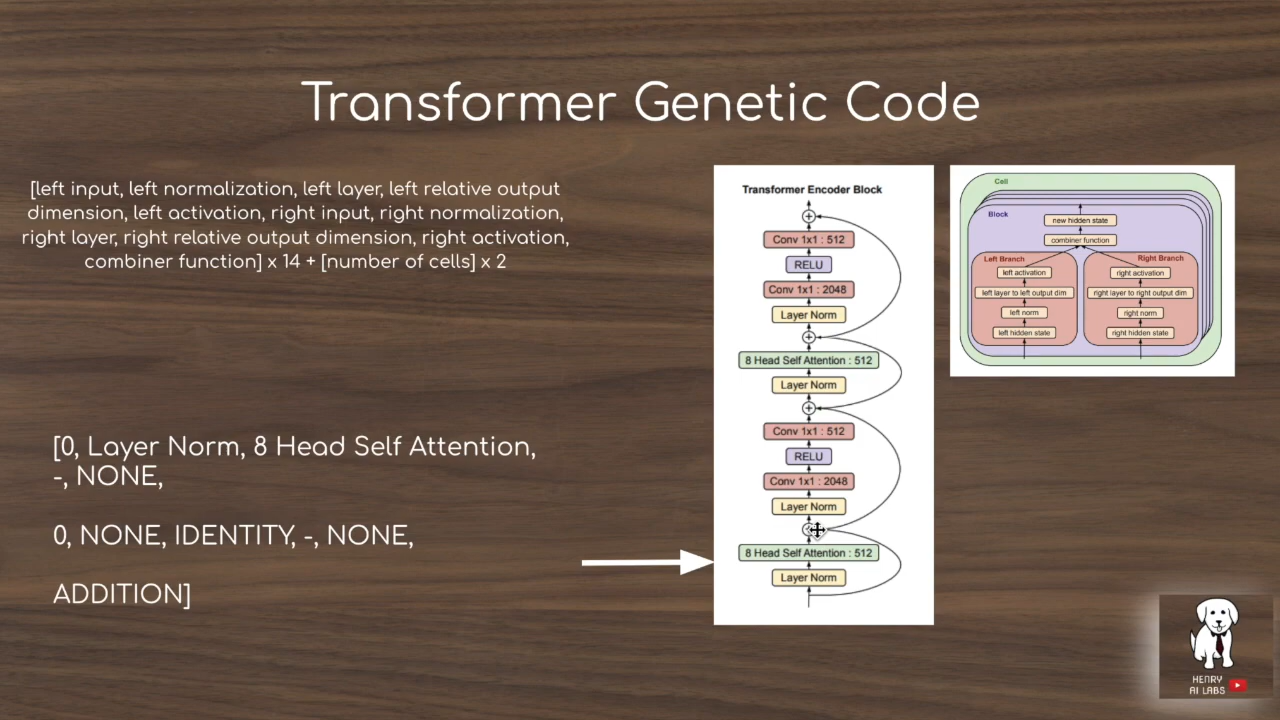 Transformer Genetic Code
[left input, left normalization, left layer, left relative output
dimension, left activation, right input, right normalization,
right layer, right relative output dimension, right activation,
combiner function] x 14 + [number of cells] x 2
[0, Layer Norm, 8 Head Self Attention,
-, NONE,
0, NONE, IDENTITY, -, NONE,
ADDITION]
Transformer Encoder Block
Conv 1x1 : 512
RELU
Conv 1x1 : 2048
Layer Norm
8 Head Self Attention : 512
Layer Norm
Conv 1x1 : 512
RELU
Conv 1x1 : 2048
Layer Norm
8 Head Self Attention : 512
Layer Norm
Cell
Block
new hidden state
combiner function
Left Branch
left activation
left layer to left output dim
left norm
left hidden state
Right Branch
right activation
right layer to right output dim
right norm
right hidden state
HENRY
AI LABS